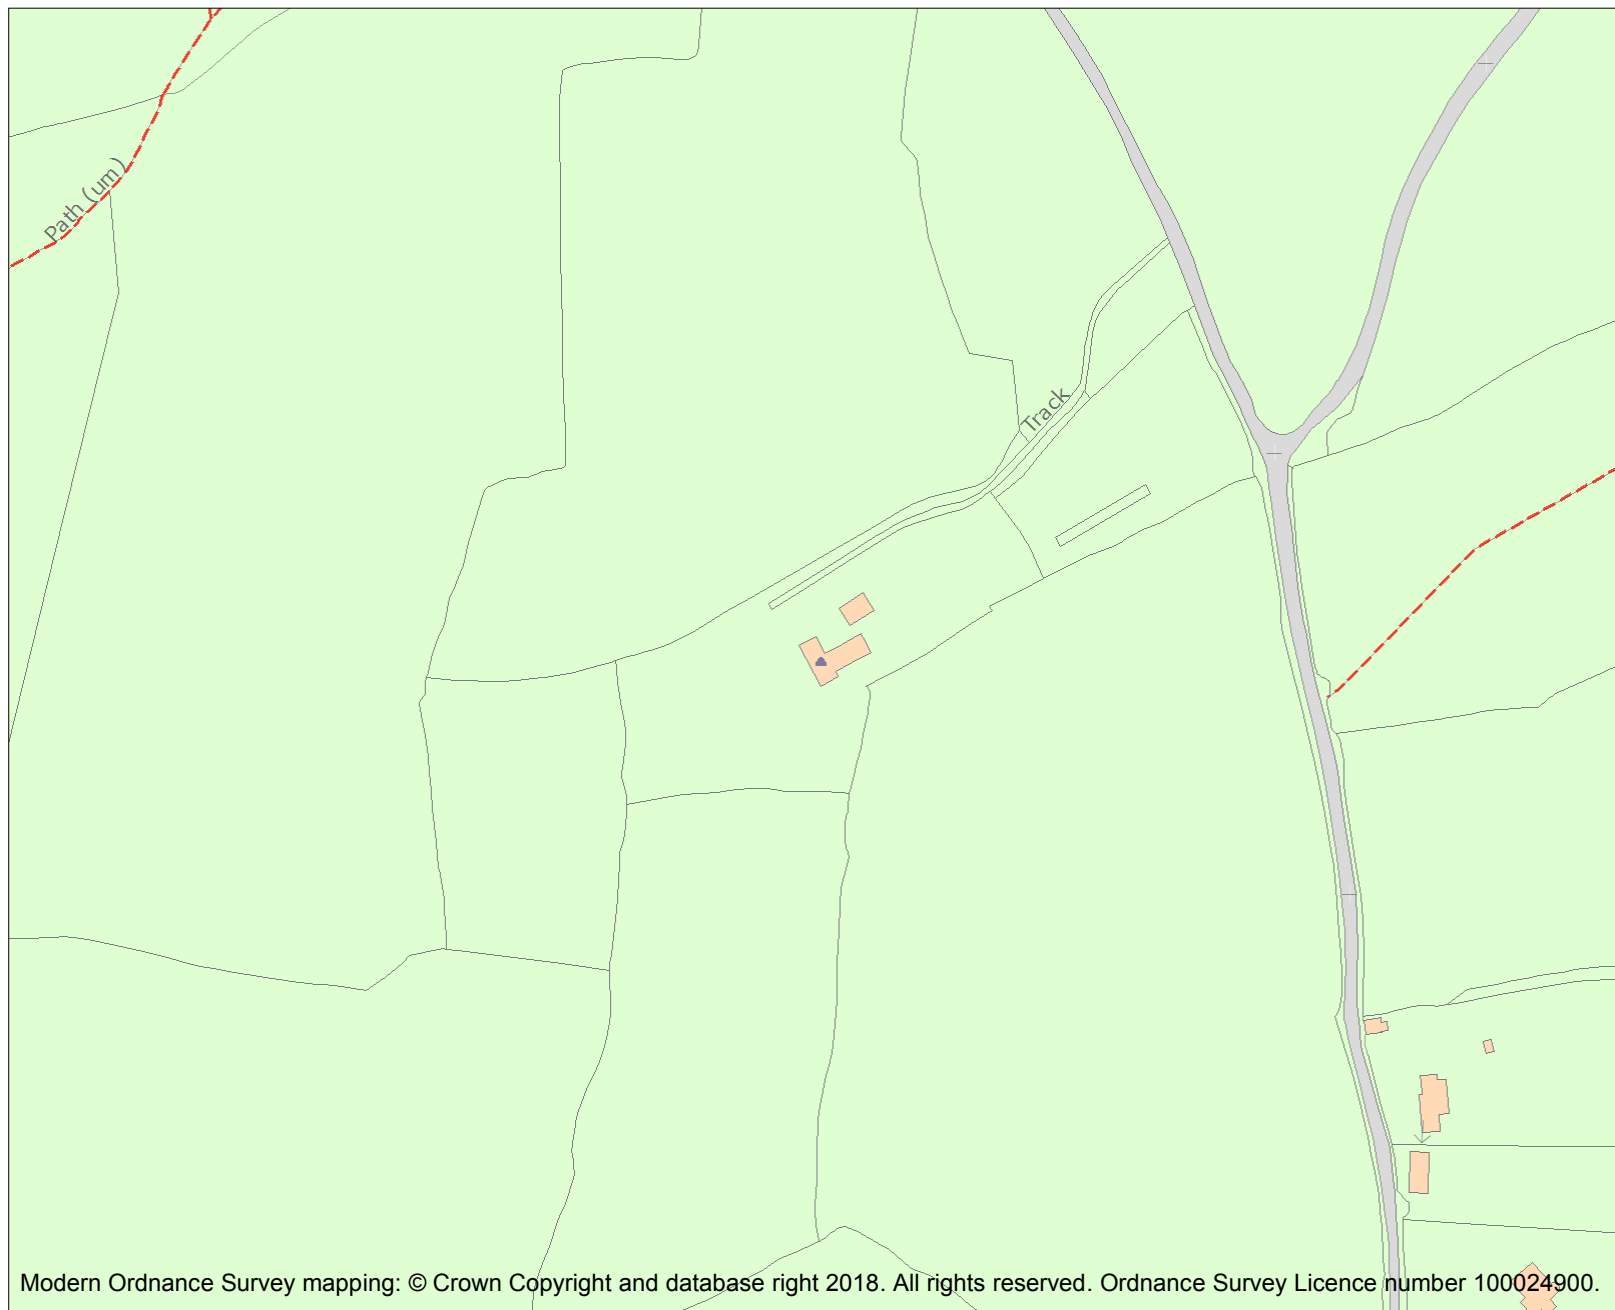 Path (um)
Track
Modern Ordnance Survey mapping: © Crown Copyright and database right 2018. All rights reserved. Ordnance Survey Licence number 100024900.